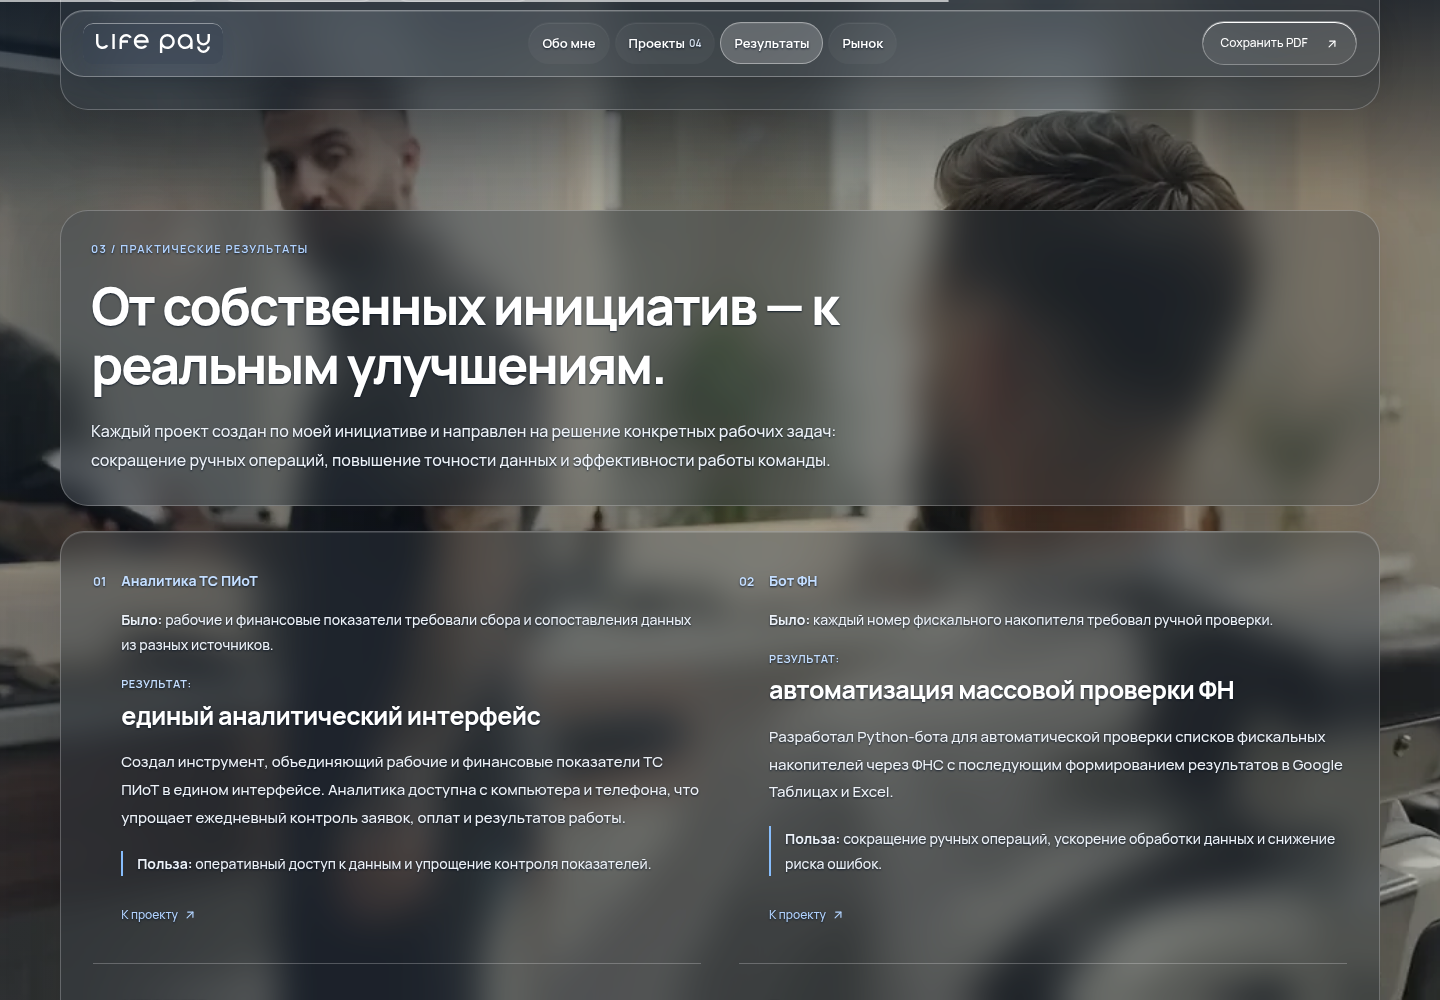 LIFE PAY
Обо мне
Проекты 04
Результаты
Рынок
Сохранить PDF
03 / ПРАКТИЧЕСКИЕ РЕЗУЛЬТАТЫ
От собственных инициатив — к
реальным улучшениям.
Каждый проект создан по моей инициативе и направлен на решение конкретных рабочих задач:
сокращение ручных операций, повышение точности данных и эффективности работы команды.
01 Аналитика ТС ПИоТ
Было: рабочие и финансовые показатели требовали сбора и сопоставления данных
из разных источников.
РЕЗУЛЬТАТ:
единый аналитический интерфейс
Создал инструмент, объединяющий рабочие и финансовые показатели ТС
ПИоТ в едином интерфейсе. Аналитика доступна с компьютера и телефона, что
упрощает ежедневный контроль заявок, оплат и результатов работы.
Польза: оперативный доступ к данным и упрощение контроля показателей.
К проекту
02 Бот ФН
Было: каждый номер фискального накопителя требовал ручной проверки.
РЕЗУЛЬТАТ:
автоматизация массовой проверки ФН
Разработал Python-бота для автоматической проверки списков фискальных
накопителей через ФНС с последующим формированием результатов в Google
Таблицах и Excel.
Польза: сокращение ручных операций, ускорение обработки данных и снижение
риска ошибок.
К проекту